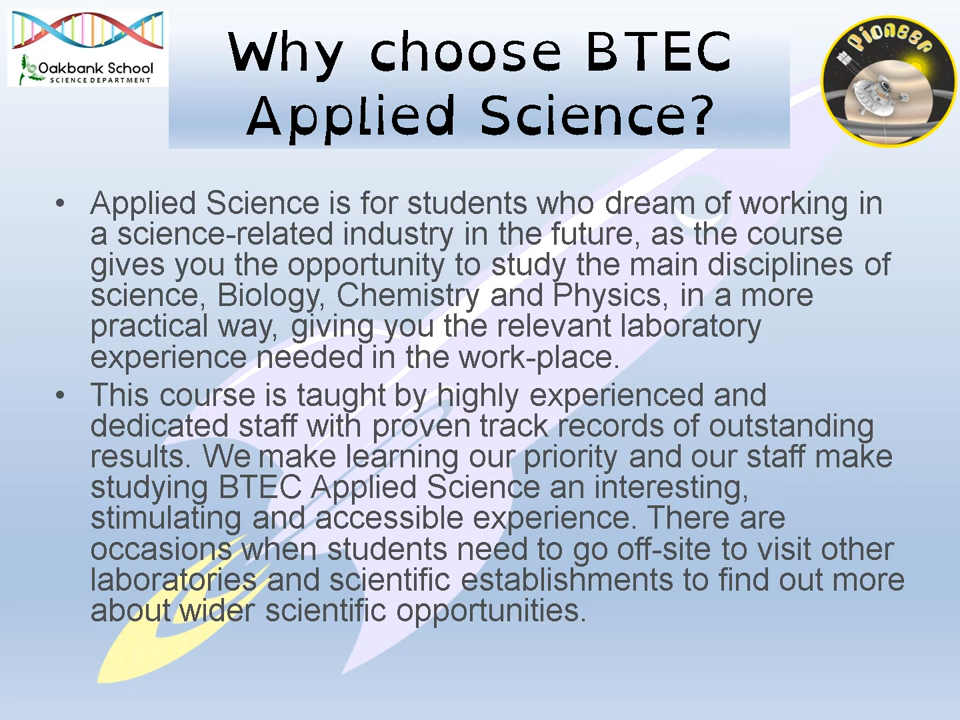 Oakbank School
SCIENCE DEPARTMENT
Why choose BTEC
Applied Science?
Pioneer
• Applied Science is for students who dream of working in
a science-related industry in the future, as the course
gives you the opportunity to study the main disciplines of
science, Biology, Chemistry and Physics, in a more
practical way, giving you the relevant laboratory
experience needed in the work-place.
• This course is taught by highly experienced and
dedicated staff with proven track records of outstanding
results. We make learning our priority and our staff make
studying BTEC Applied Science an interesting,
stimulating and accessible experience. There are
occasions when students need to go off-site to visit other
laboratories and scientific establishments to find out more
about wider scientific opportunities.